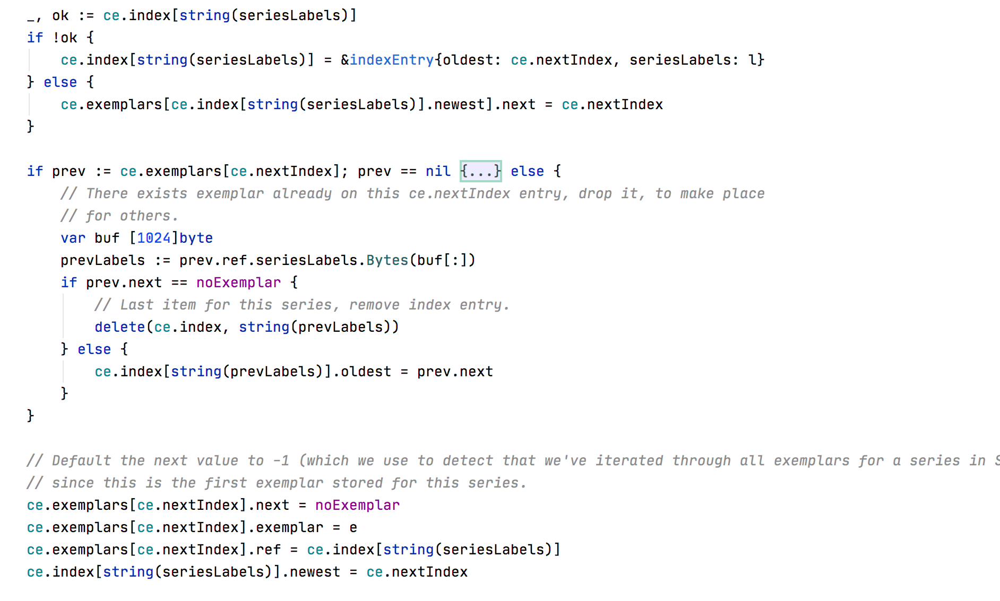 _, ok := ce.index[string(seriesLabels)]
if !ok {
    ce.index[string(seriesLabels)] = &indexEntry{oldest: ce.nextIndex, seriesLabels: l}
} else {
    ce.exemplars[ce.index[string(seriesLabels)].newest].next = ce.nextIndex
}
if prev := ce.exemplars[ce.nextIndex]; prev == nil {...} else {
    // There exists exemplar already on this ce.nextIndex entry, drop it, to make place
    // for others.
    var buf [1024]byte
    prevLabels := prev.ref.seriesLabels.Bytes(buf[:])
    if prev.next == noExemplar {
        // Last item for this series, remove index entry.
        delete(ce.index, string(prevLabels))
    } else {
        ce.index[string(prevLabels)].oldest = prev.next
    }
}
// Default the next value to -1 (which we use to detect that we've iterated through all exemplars for a series in
// since this is the first exemplar stored for this series.
ce.exemplars[ce.nextIndex].next = noExemplar
ce.exemplars[ce.nextIndex].exemplar = e
ce.exemplars[ce.nextIndex].ref = ce.index[string(seriesLabels)]
ce.index[string(seriesLabels)].newest = ce.nextIndex